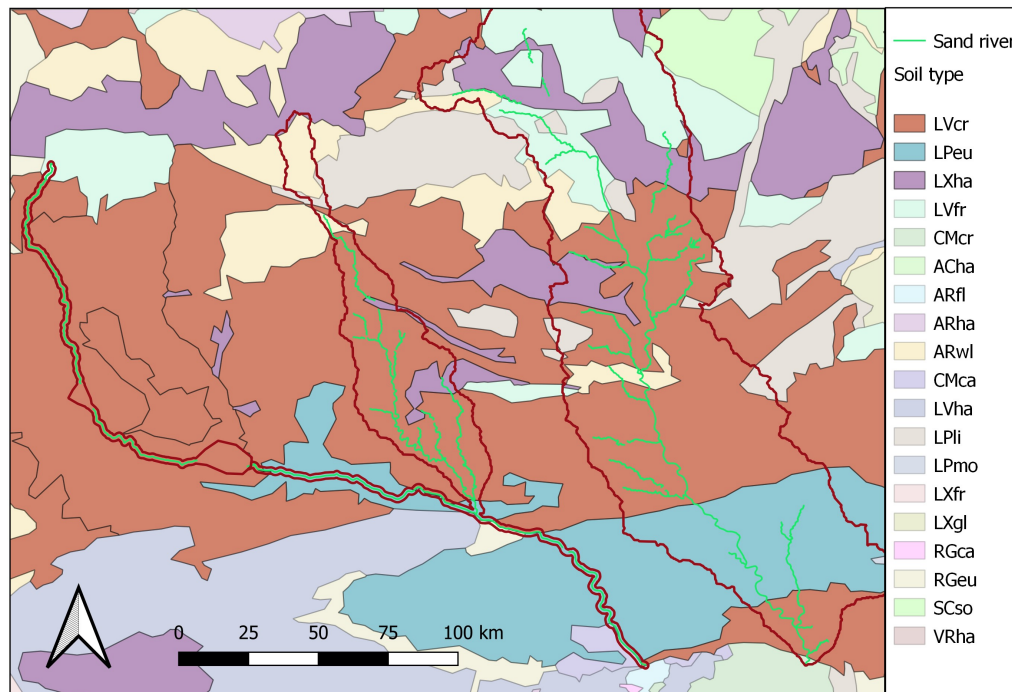 Sand river
Soil type
LVcr
LPeu
LXha
LVfr
CMcr
ACha
ARfl
ARha
ARwl
CMca
LVha
LPli
LPmo
LXfr
LXgl
RGca
RGeu
SCso
VRha
0 25 50 75 100 km